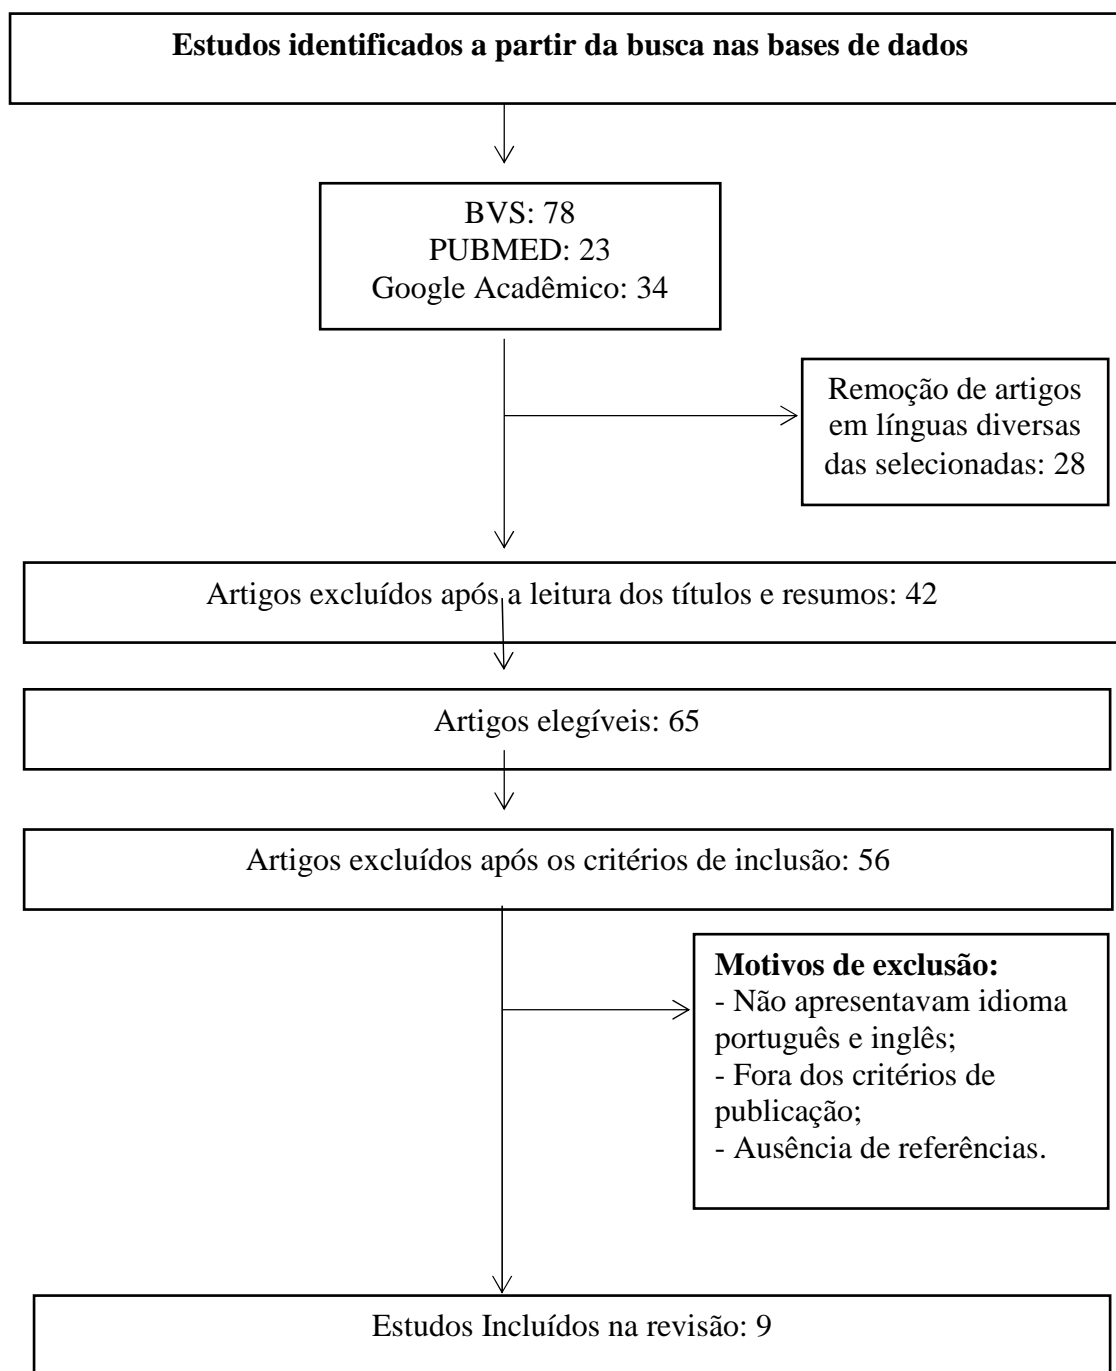 Estudos identificados a partir da busca nas bases de dados
BVS: 78
PUBMED: 23
Google Acadêmico: 34
Remoção de artigos
em línguas diversas
das selecionadas: 28
Artigos excluídos após a leitura dos títulos e resumos: 42
Artigos elegíveis: 65
Artigos excluídos após os critérios de inclusão: 56
Motivos de exclusão:
- Não apresentavam idioma
português e inglês;
- Fora dos critérios de
publicação;
- Ausência de referências.
Estudos Incluídos na revisão: 9